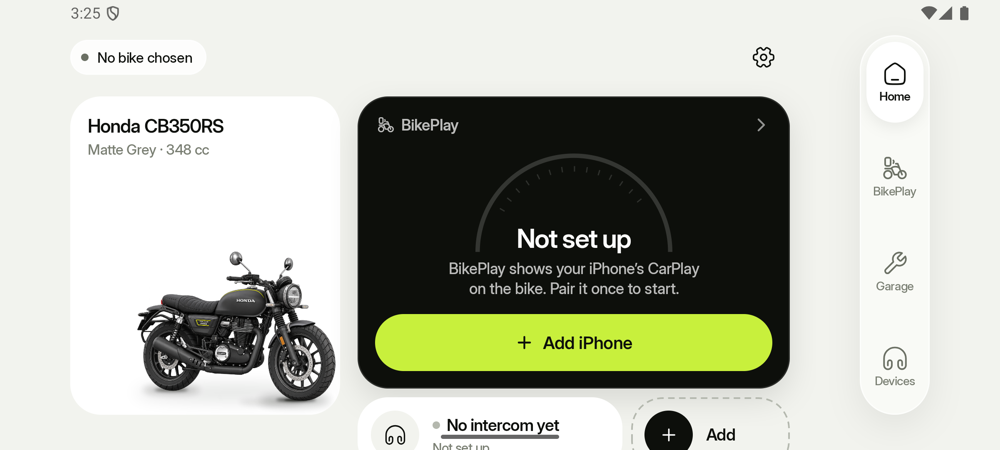 3:25
No bike chosen
Honda CB350RS
Matte Grey · 348 cc
HONDA
BikePlay
Not set up
BikePlay shows your iPhone’s CarPlay
on the bike. Pair it once to start.
+ Add iPhone
No intercom yet
Not set up
+ Add
Home
BikePlay
Garage
Devices